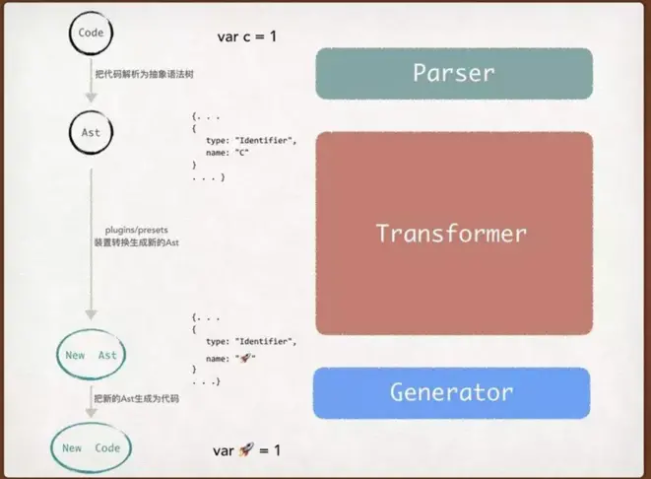 Code
var c = 1
Parser
把代码解析为抽象语法树
Ast
{. . .
{
type: "Identifier",
name: "C"
}
. . . }
Transformer
plugins/presets
装置转换生成新的Ast
{. . .
{
type: "Identifier",
name: "🚀"
}
. . .}
New Ast
Generator
把新的Ast生成为代码
New Code
var 🚀 = 1